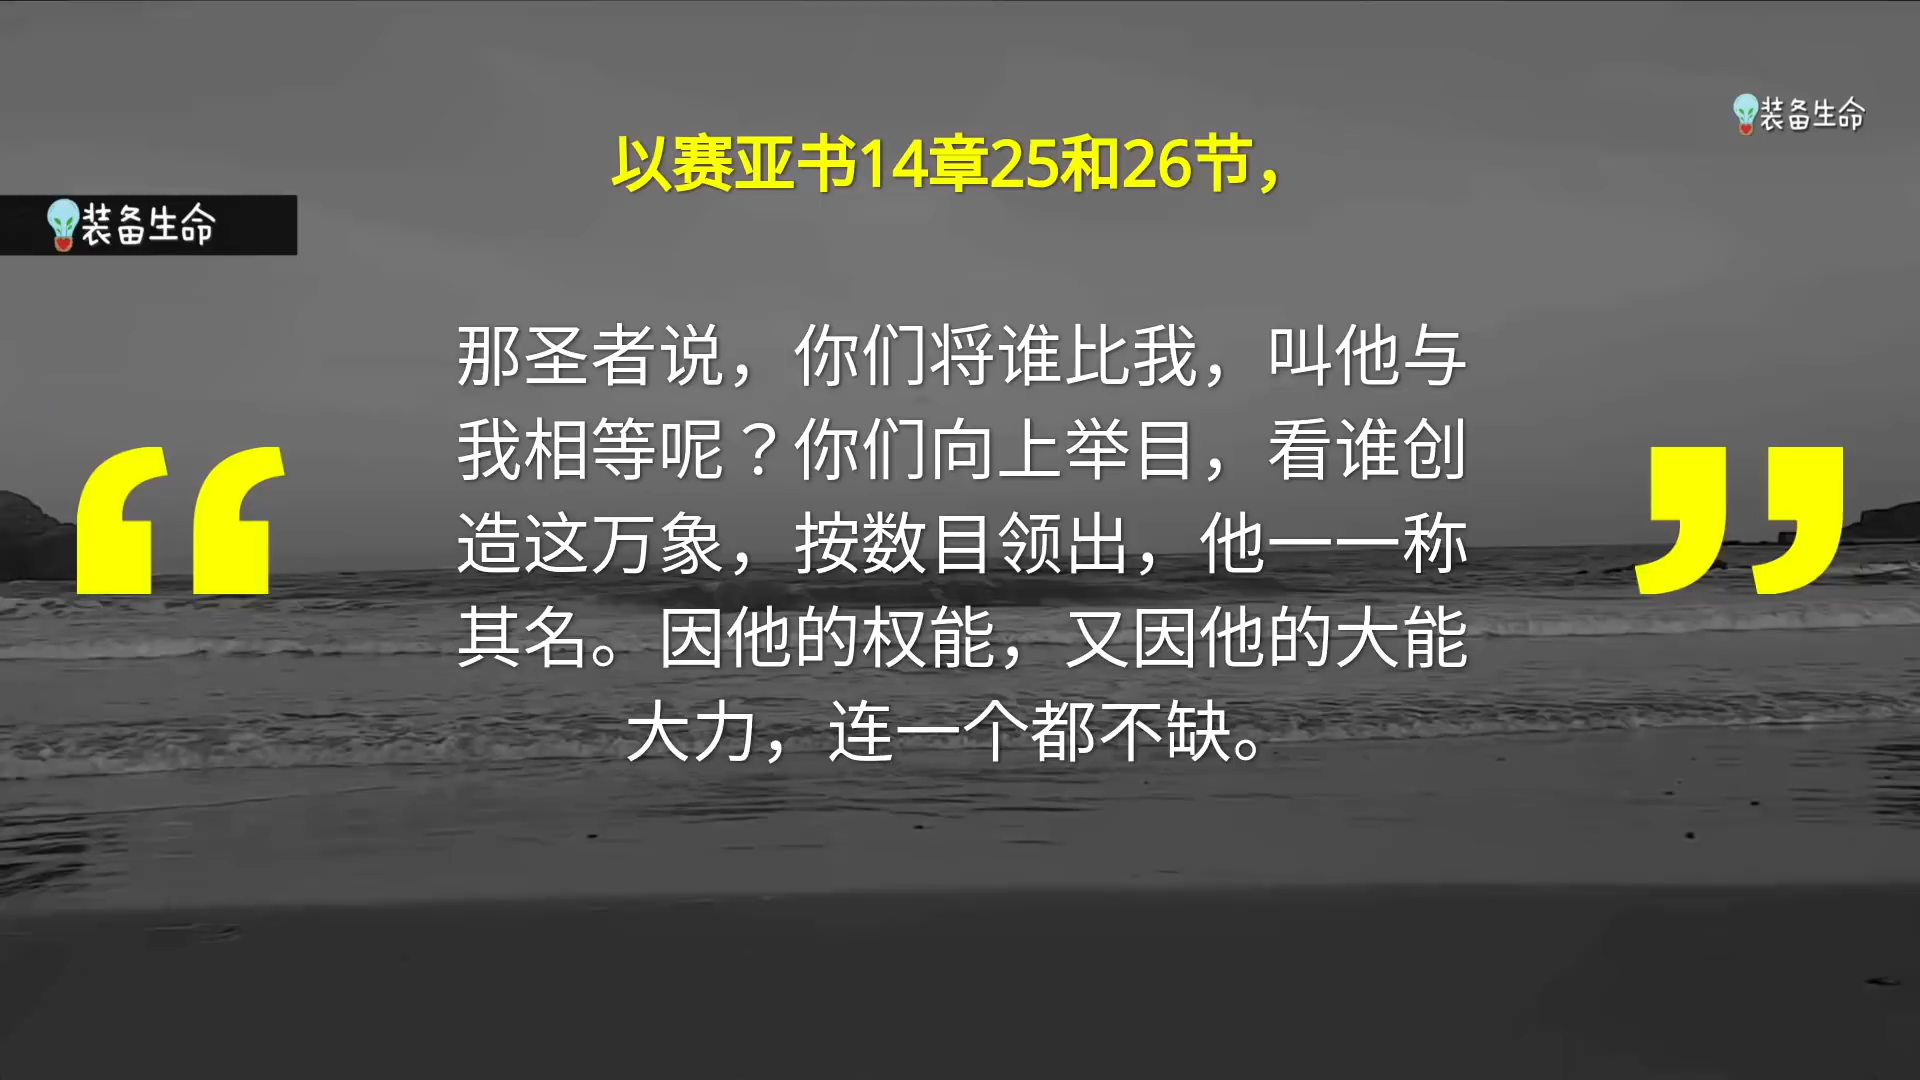 装备生命
以赛亚书14章25和26节，
装备生命
那圣者说，你们将谁比我，叫他与
我相等呢？你们向上举目，看谁创
造这万象，按数目领出，他一一称
其名。因他的权能，又因他的大能
大力，连一个都不缺。